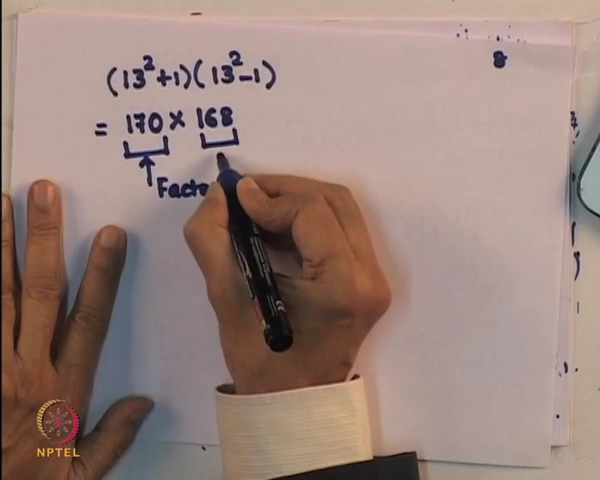 8
(13²+1)(13²-1)
= 170 × 168
Facto
NPTEL